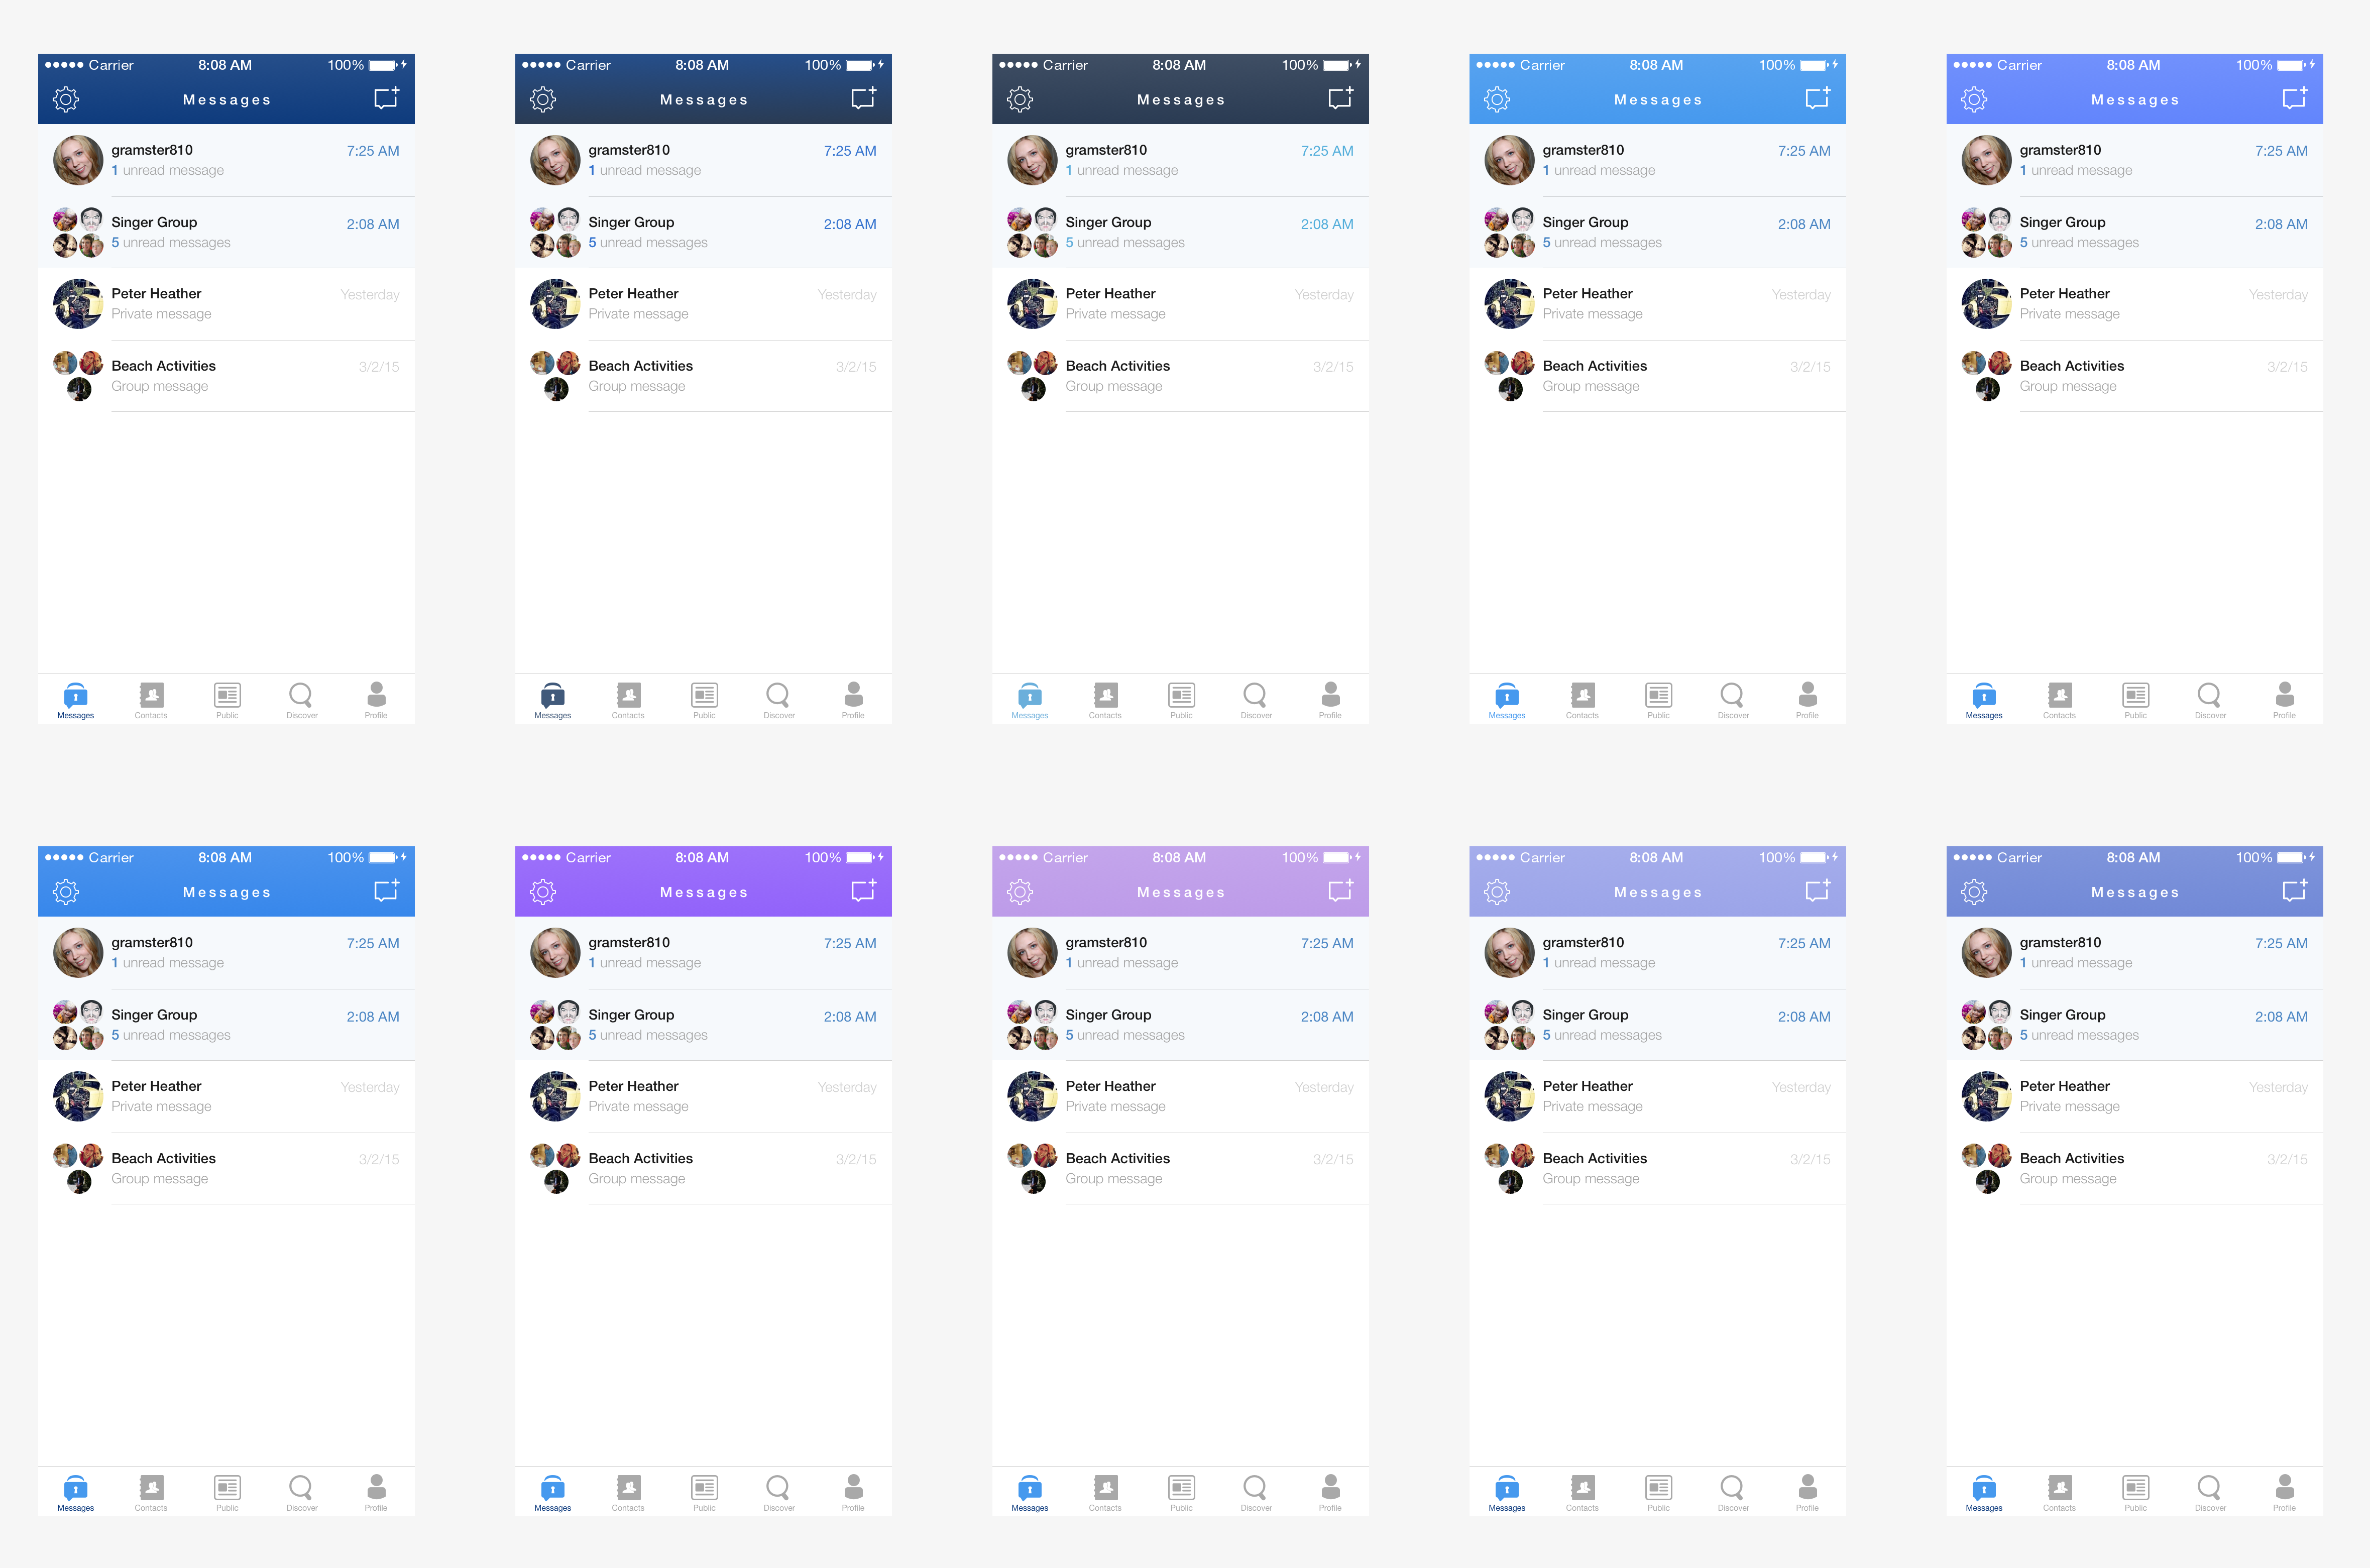 Carrier 8:08 AM 100%
Messages
gramster810 7:25 AM
1 unread message
Singer Group 2:08 AM
5 unread messages
Peter Heather Yesterday
Private message
Beach Activities 3/2/15
Group message
Messages Contacts Public Discover Profile
Carrier 8:08 AM 100%
Messages
gramster810 7:25 AM
1 unread message
Singer Group 2:08 AM
5 unread messages
Peter Heather Yesterday
Private message
Beach Activities 3/2/15
Group message
Messages Contacts Public Discover Profile
Carrier 8:08 AM 100%
Messages
gramster810 7:25 AM
1 unread message
Singer Group 2:08 AM
5 unread messages
Peter Heather Yesterday
Private message
Beach Activities 3/2/15
Group message
Messages Contacts Public Discover Profile
Carrier 8:08 AM 100%
Messages
gramster810 7:25 AM
1 unread message
Singer Group 2:08 AM
5 unread messages
Peter Heather Yesterday
Private message
Beach Activities 3/2/15
Group message
Messages Contacts Public Discover Profile
Carrier 8:08 AM 100%
Messages
gramster810 7:25 AM
1 unread message
Singer Group 2:08 AM
5 unread messages
Peter Heather Yesterday
Private message
Beach Activities 3/2/15
Group message
Messages Contacts Public Discover Profile
Carrier 8:08 AM 100%
Messages
gramster810 7:25 AM
1 unread message
Singer Group 2:08 AM
5 unread messages
Peter Heather Yesterday
Private message
Beach Activities 3/2/15
Group message
Messages Contacts Public Discover Profile
Carrier 8:08 AM 100%
Messages
gramster810 7:25 AM
1 unread message
Singer Group 2:08 AM
5 unread messages
Peter Heather Yesterday
Private message
Beach Activities 3/2/15
Group message
Messages Contacts Public Discover Profile
Carrier 8:08 AM 100%
Messages
gramster810 7:25 AM
1 unread message
Singer Group 2:08 AM
5 unread messages
Peter Heather Yesterday
Private message
Beach Activities 3/2/15
Group message
Messages Contacts Public Discover Profile
Carrier 8:08 AM 100%
Messages
gramster810 7:25 AM
1 unread message
Singer Group 2:08 AM
5 unread messages
Peter Heather Yesterday
Private message
Beach Activities 3/2/15
Group message
Messages Contacts Public Discover Profile
Carrier 8:08 AM 100%
Messages
gramster810 7:25 AM
1 unread message
Singer Group 2:08 AM
5 unread messages
Peter Heather Yesterday
Private message
Beach Activities 3/2/15
Group message
Messages Contacts Public Discover Profile